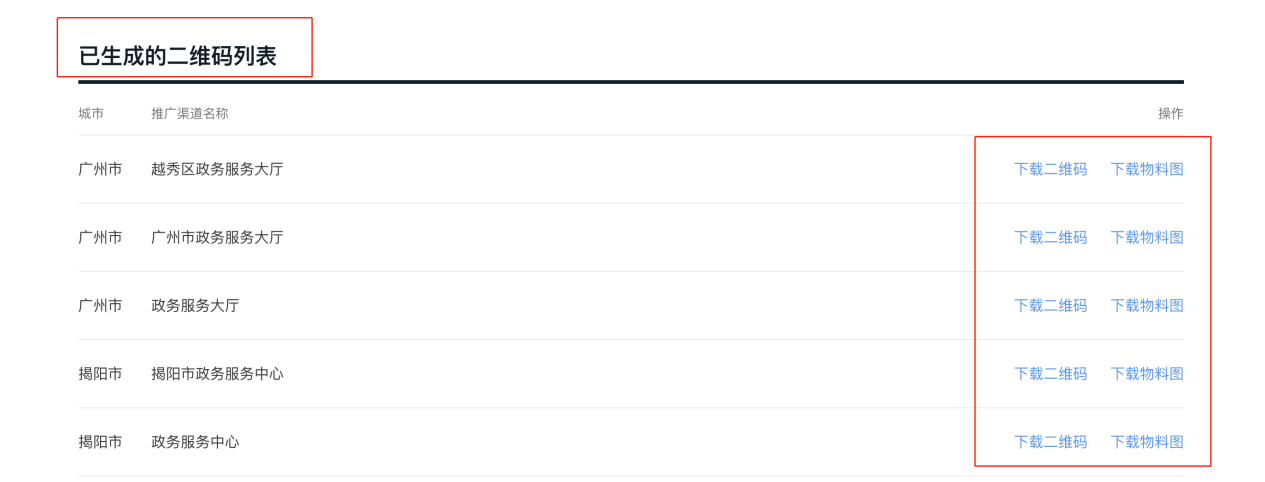 已生成的二维码列表
城市 推广渠道名称 操作
广州市 越秀区政务服务大厅 下载二维码 下载物料图
广州市 广州市政务服务大厅 下载二维码 下载物料图
广州市 政务服务大厅 下载二维码 下载物料图
揭阳市 揭阳市政务服务中心 下载二维码 下载物料图
揭阳市 政务服务中心 下载二维码 下载物料图